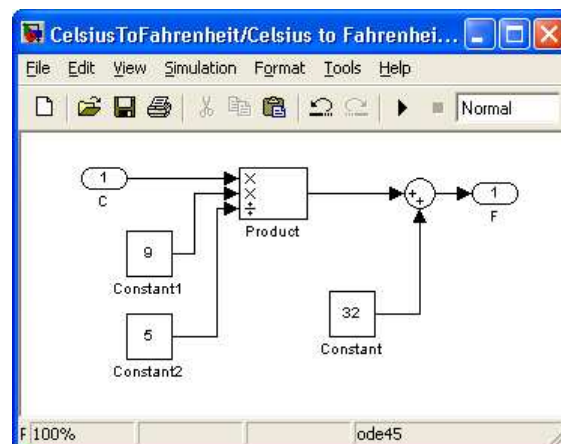 CelsiusToFahrenheit/Celsius to Fahrenhei...
File Edit View Simulation Format Tools Help
Normal
1
C
×
×
÷
Product
9
Constant1
5
Constant2
+
+
32
Constant
1
F
F 100%
ode45